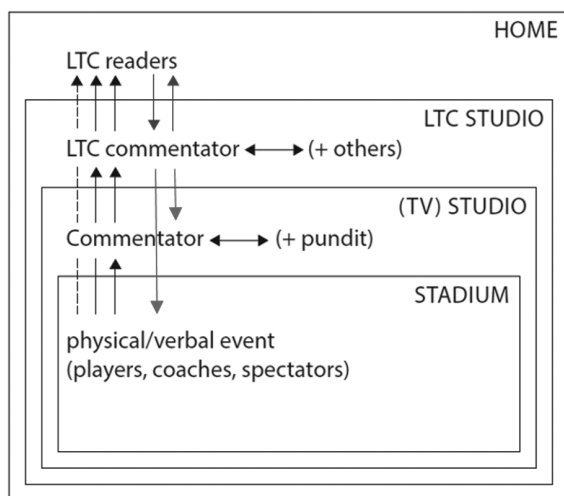 HOME
LTC readers
LTC STUDIO
LTC commentator (+ others)
(TV) STUDIO
Commentator (+ pundit)
STADIUM
physical/verbal event
(players, coaches, spectators)